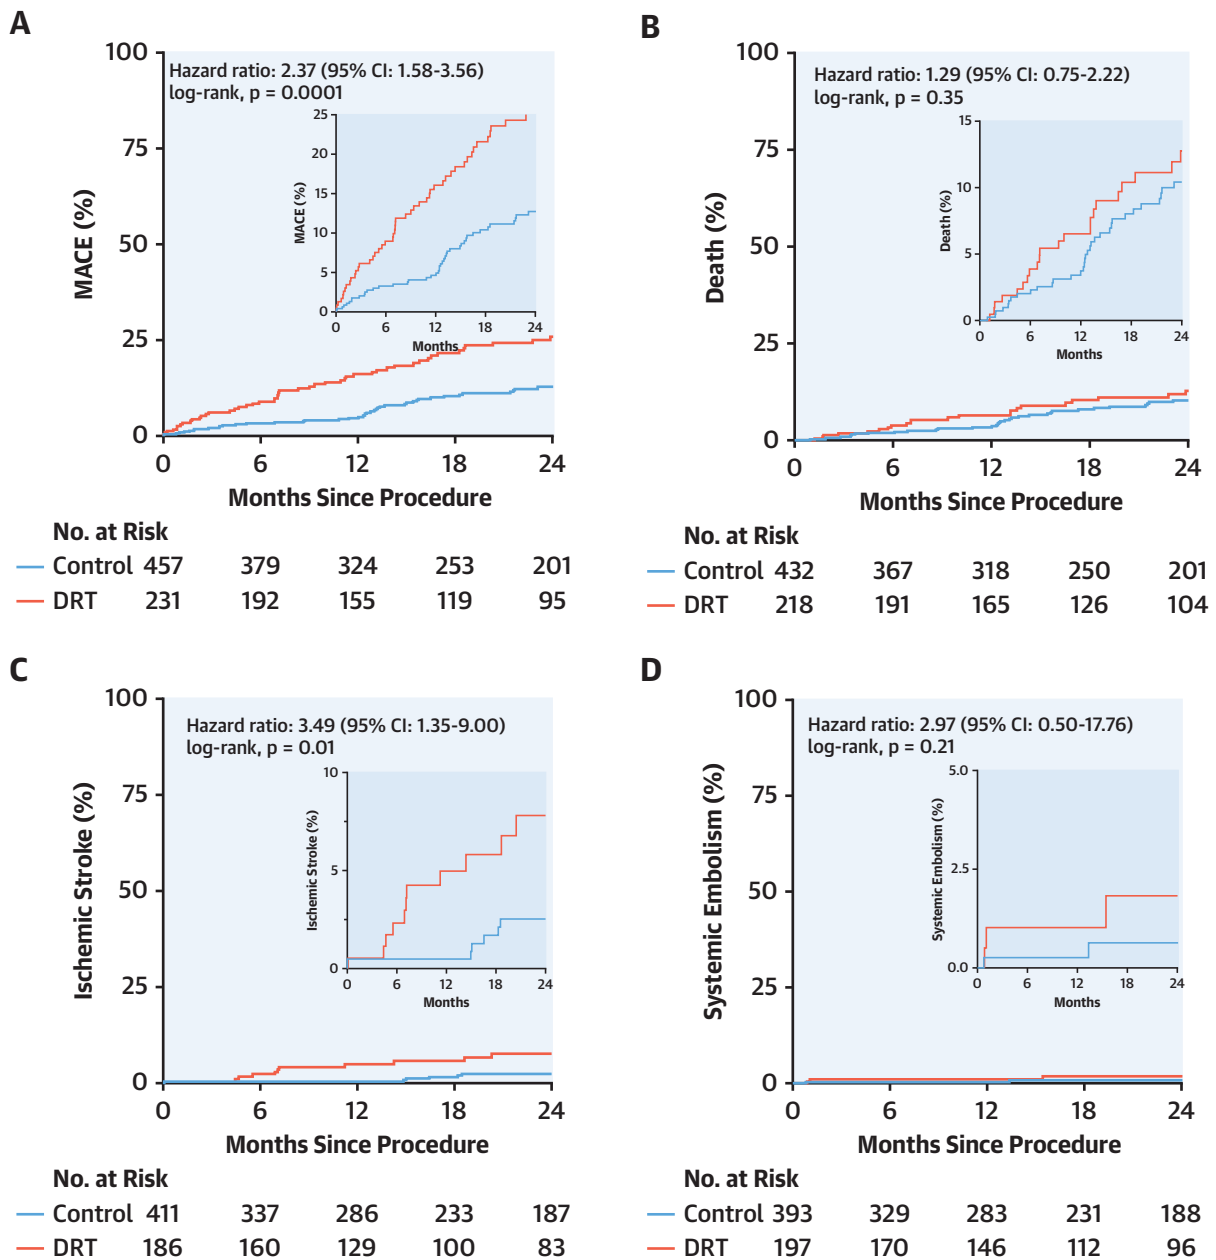 A
100
75
50
25
0
MACE (%)
Hazard ratio: 2.37 (95% CI: 1.58-3.56)
log-rank, p = 0.0001
25
20
15
10
5
0
MACE (%)
0 6 12 18 24
Months
0 6 12 18 24
Months Since Procedure
No. at Risk
Control 457 379 324 253 201
DRT 231 192 155 119 95
B
100
75
50
25
0
Death (%)
Hazard ratio: 1.29 (95% CI: 0.75-2.22)
log-rank, p = 0.35
15
10
5
0
Death (%)
0 6 12 18 24
Months
0 6 12 18 24
Months Since Procedure
No. at Risk
Control 432 367 318 250 201
DRT 218 191 165 126 104
C
100
75
50
25
0
Ischemic Stroke (%)
Hazard ratio: 3.49 (95% CI: 1.35-9.00)
log-rank, p = 0.01
10
5
0
Ischemic Stroke (%)
0 6 12 18 24
Months
0 6 12 18 24
Months Since Procedure
No. at Risk
Control 411 337 286 233 187
DRT 186 160 129 100 83
D
100
75
50
25
0
Systemic Embolism (%)
Hazard ratio: 2.97 (95% CI: 0.50-17.76)
log-rank, p = 0.21
5.0
2.5
0.0
Systemic Embolism (%)
0 6 12 18 24
Months
0 6 12 18 24
Months Since Procedure
No. at Risk
Control 393 329 283 231 188
DRT 197 170 146 112 96